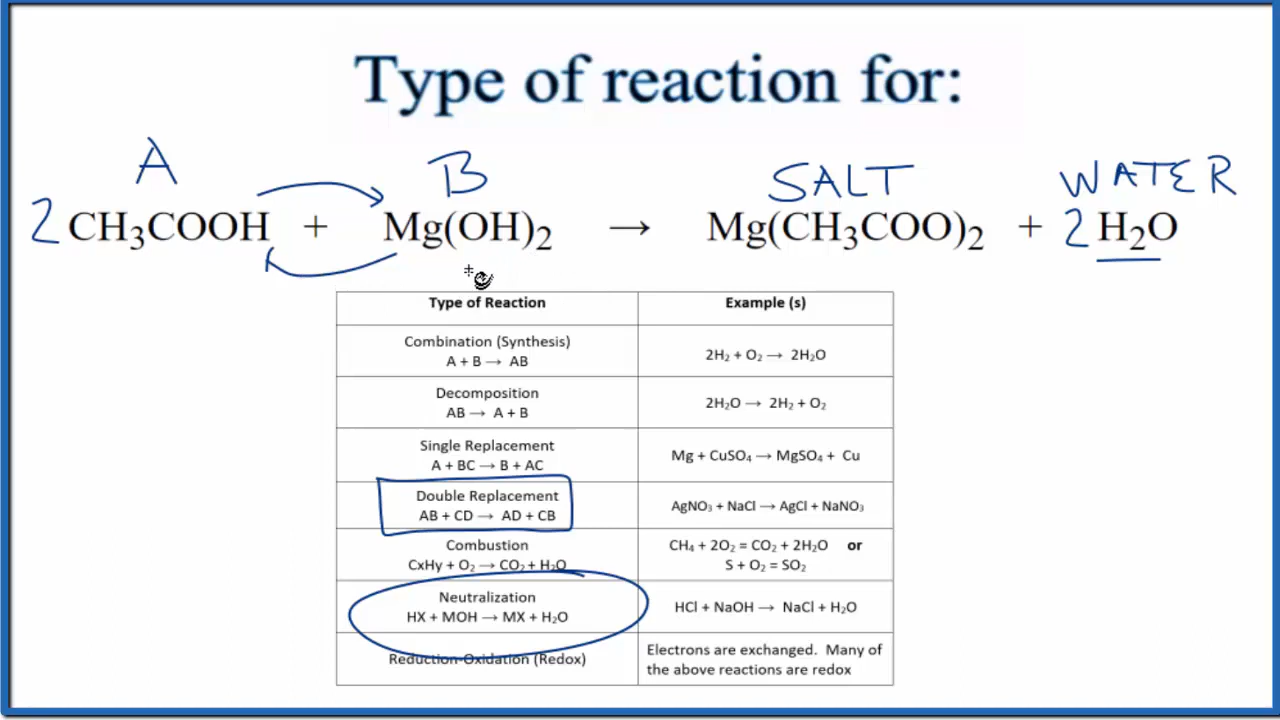 Type of reaction for:
A B SALT WATER
2 CH₃COOH + Mg(OH)₂ → Mg(CH₃COO)₂ + 2 H₂O
Type of Reaction Example (s)
Combination (Synthesis)
A + B → AB
2H₂ + O₂ → 2H₂O
Decomposition
AB → A + B
2H₂O → 2H₂ + O₂
Single Replacement
A + BC → B + AC
Mg + CuSO₄ → MgSO₄ + Cu
Double Replacement
AB + CD → AD + CB
AgNO₃ + NaCl → AgCl + NaNO₃
Combustion
CxHy + O₂ → CO₂ + H₂O
CH₄ + 2O₂ = CO₂ + 2H₂O or
S + O₂ = SO₂
Neutralization
HX + MOH → MX + H₂O
HCl + NaOH → NaCl + H₂O
Reduction-Oxidation (Redox)
Electrons are exchanged. Many of
the above reactions are redox